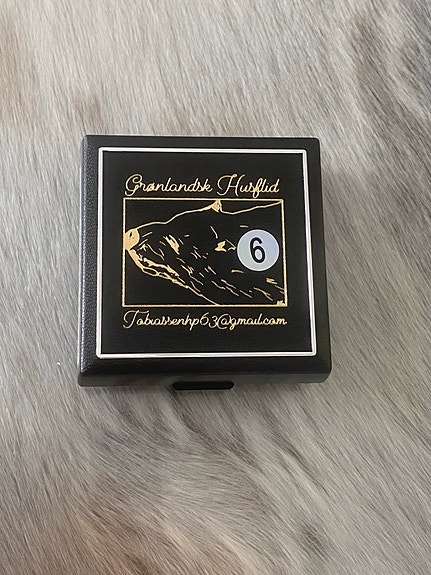 Grønlandsk Husflid
6
Tobiassenhp63@gmail.com